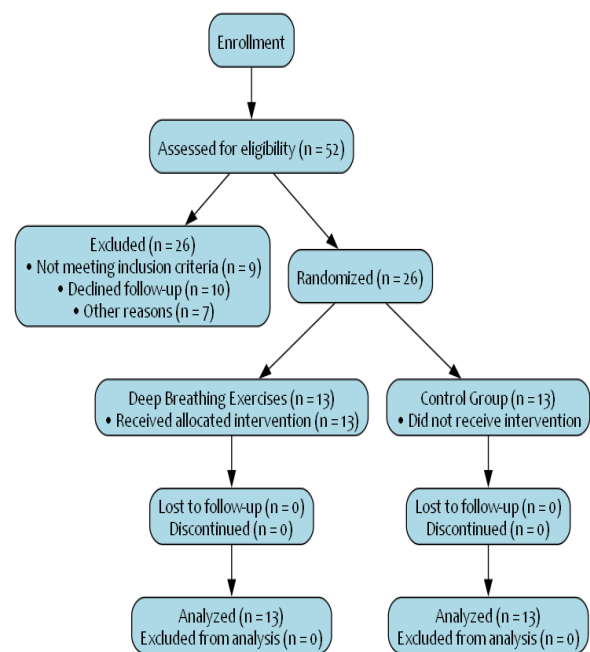 Enrollment
Assessed for eligibility (n = 52)
Excluded (n = 26)
• Not meeting inclusion criteria (n = 9)
• Declined follow-up (n = 10)
• Other reasons (n = 7)
Randomized (n = 26)
Deep Breathing Exercises (n = 13)
• Received allocated intervention (n = 13)
Control Group (n = 13)
• Did not receive intervention
Lost to follow-up (n = 0)
Discontinued (n = 0)
Lost to follow-up (n = 0)
Discontinued (n = 0)
Analyzed (n = 13)
Excluded from analysis (n = 0)
Analyzed (n = 13)
Excluded from analysis (n = 0)